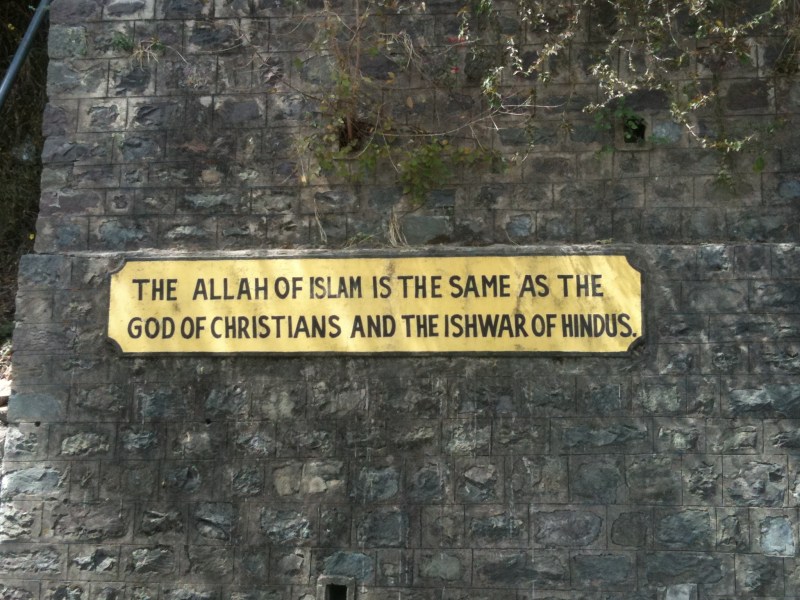 THE ALLAH OF ISLAM IS THE SAME AS THE
GOD OF CHRISTIANS AND THE ISHWAR OF HINDUS.